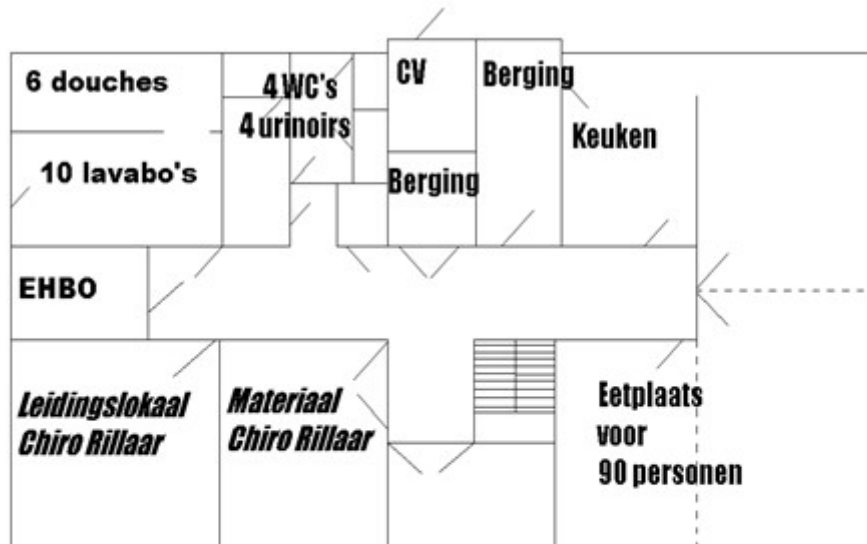 6 douches
10 lavabo's
4 WC's
4 urinoirs
CV
Berging
Berging
Keuken
EHBO
Leidingslokaal
Chiro Rillaar
Materiaal
Chiro Rillaar
Eetplaats
voor
90 personen